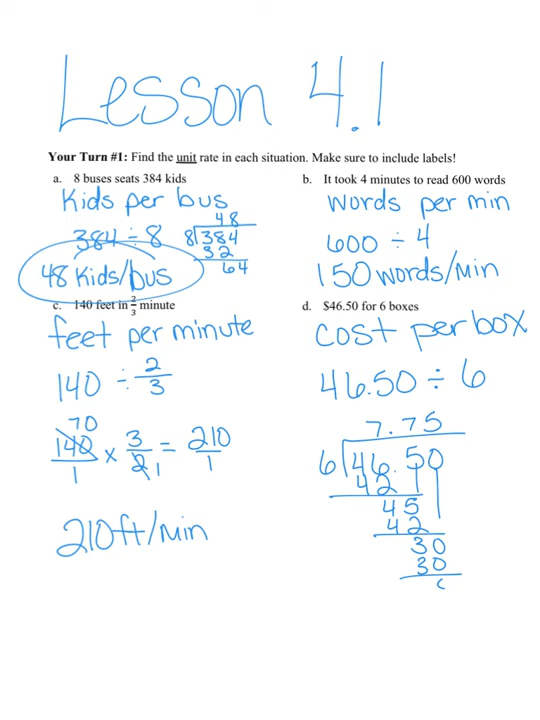 Lesson 4.1
Your Turn #1: Find the unit rate in each situation. Make sure to include labels!
a. 8 buses seats 384 kids
Kids per bus
384 ÷ 8
48
8)384
32
64
48 Kids/bus
b. It took 4 minutes to read 600 words
words per min
600 ÷ 4
150 words/min
c. 140 feet in 2/3 minute
feet per minute
140 ÷ 2/3
70
140/1 × 3/2 1 = 210/1
210 ft/min
d. $46.50 for 6 boxes
cost per box
46.50 ÷ 6
7.75
6)46.50
42
45
42
30
30